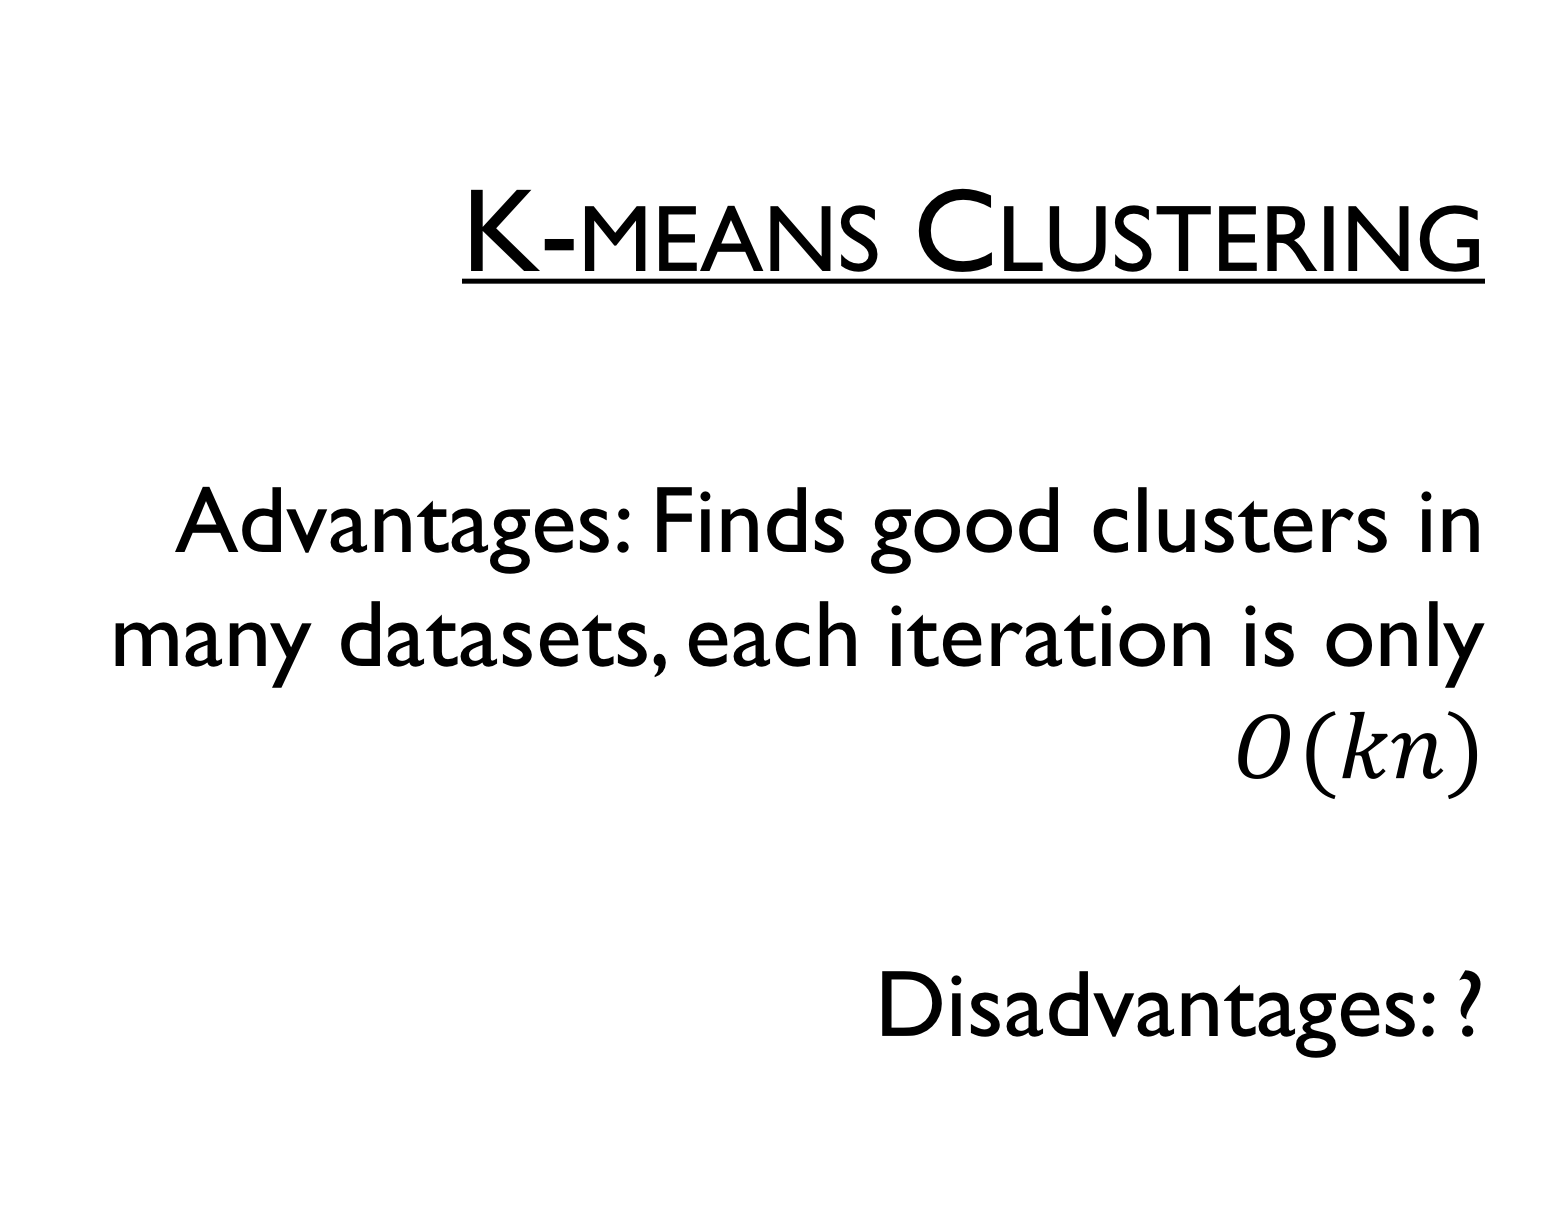 K-MEANS CLUSTERING
Advantages: Finds good clusters in
many datasets, each iteration is only
O(kn)
Disadvantages: ?